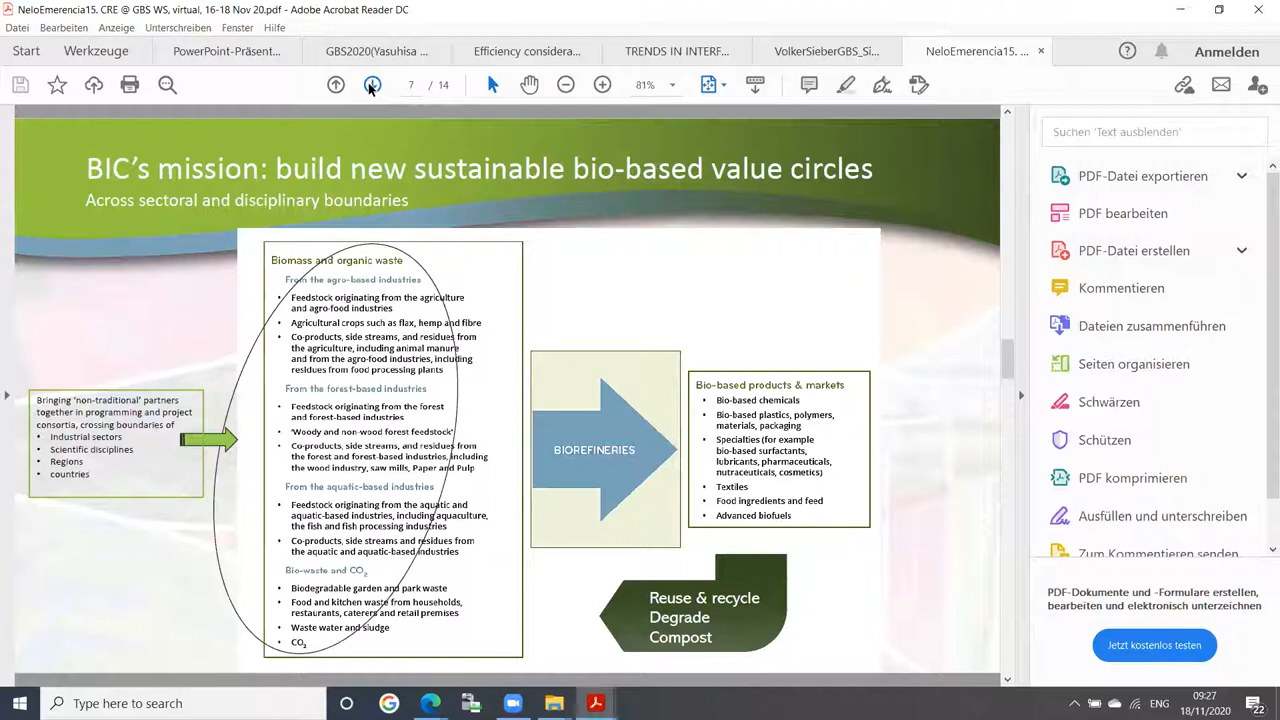 NeloEmerencia15. CRE @ GBS WS, virtual, 16-18 Nov 20.pdf - Adobe Acrobat Reader DC
Datei Bearbeiten Anzeige Unterschreiben Fenster Hilfe
Start Werkzeuge PowerPoint-Präsent... GBS2020(Yasuhisa ... Efficiency considera... TRENDS IN INTERF... VolkerSieberGBS_Si... NeloEmerencia15. ... Anmelden
7 / 14 81%
BIC's mission: build new sustainable bio-based value circles
Across sectoral and disciplinary boundaries
Bringing 'non-traditional' partners
together in programming and project
consortia, crossing boundaries of
• Industrial sectors
• Scientific disciplines
• Regions
• countries
Biomass and organic waste
From the agro-based industries
• Feedstock originating from the agriculture
and agro-food industries
• Agricultural crops such as flax, hemp and fibre
• Co-products, side streams, and residues from
the agriculture, including animal manure
and from the agro-food industries, including
residues from food processing plants
From the forest-based industries
• Feedstock originating from the forest
and forest-based industries
• 'Woody and non-wood forest feedstock'
• Co-products, side streams, and residues from
the forest and forest-based industries, including
the wood industry, saw mills, Paper and Pulp
From the aquatic-based industries
• Feedstock originating from the aquatic and
aquatic-based industries, including aquaculture,
the fish and fish processing industries
• Co-products, side streams and residues from
the aquatic and aquatic-based industries
Bio-waste and CO₂
• Biodegradable garden and park waste
• Food and kitchen waste from households,
restaurants, caterers and retail premises
• Waste water and sludge
• CO₂
BIOREFINERIES
Bio-based products & markets
• Bio-based chemicals
• Bio-based plastics, polymers,
materials, packaging
• Specialties (for example
bio-based surfactants,
lubricants, pharmaceuticals,
nutraceuticals, cosmetics)
• Textiles
• Food ingredients and feed
• Advanced biofuels
Reuse & recycle
Degrade
Compost
Suchen 'Text ausblenden'
PDF-Datei exportieren
PDF bearbeiten
PDF-Datei erstellen
Kommentieren
Dateien zusammenführen
Seiten organisieren
Schwärzen
Schützen
PDF komprimieren
Ausfüllen und unterschreiben
Zum Kommentieren senden
PDF-Dokumente und -Formulare erstellen,
bearbeiten und elektronisch unterzeichnen
Jetzt kostenlos testen
Type here to search
ENG
09:27
18/11/2020
22